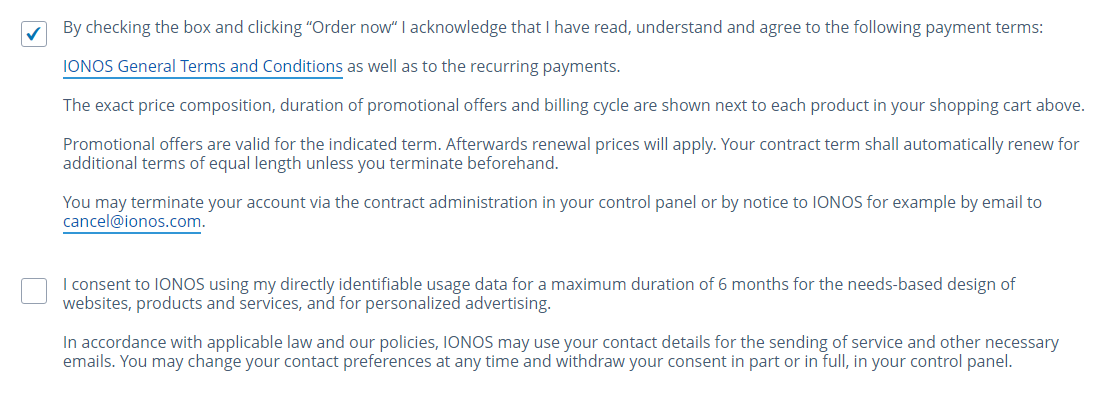 By checking the box and clicking “Order now“ I acknowledge that I have read, understand and agree to the following payment terms:
IONOS General Terms and Conditions as well as to the recurring payments.
The exact price composition, duration of promotional offers and billing cycle are shown next to each product in your shopping cart above.
Promotional offers are valid for the indicated term. Afterwards renewal prices will apply. Your contract term shall automatically renew for
additional terms of equal length unless you terminate beforehand.
You may terminate your account via the contract administration in your control panel or by notice to IONOS for example by email to
cancel@ionos.com.
I consent to IONOS using my directly identifiable usage data for a maximum duration of 6 months for the needs-based design of
websites, products and services, and for personalized advertising.
In accordance with applicable law and our policies, IONOS may use your contact details for the sending of service and other necessary
emails. You may change your contact preferences at any time and withdraw your consent in part or in full, in your control panel.